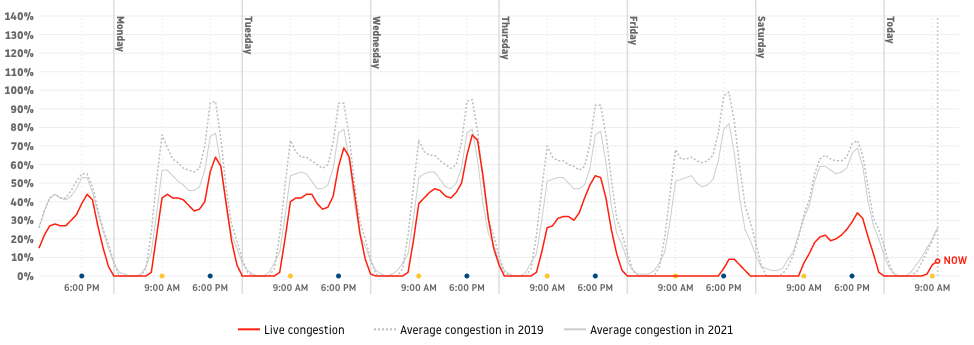 140%
130%
120%
110%
100%
90%
80%
70%
60%
50%
40%
30%
20%
10%
0%
Monday
Tuesday
Wednesday
Thursday
Friday
Saturday
Today
NOW
6:00 PM 9:00 AM 6:00 PM 9:00 AM 6:00 PM 9:00 AM 6:00 PM 9:00 AM 6:00 PM 9:00 AM 6:00 PM 9:00 AM 6:00 PM 9:00 AM
Live congestion Average congestion in 2019 Average congestion in 2021